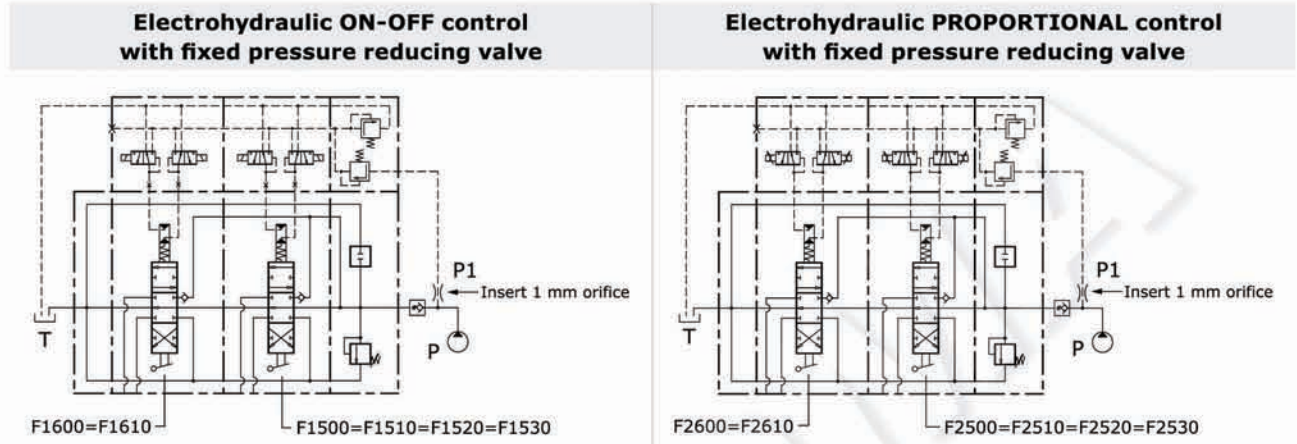 Electrohydraulic ON-OFF control
with fixed pressure reducing valve
P1
Insert 1 mm orifice
T
P
F1600=F1610
F1500=F1510=F1520=F1530
Electrohydraulic PROPORTIONAL control
with fixed pressure reducing valve
P1
Insert 1 mm orifice
T
P
F2600=F2610
F2500=F2510=F2520=F2530